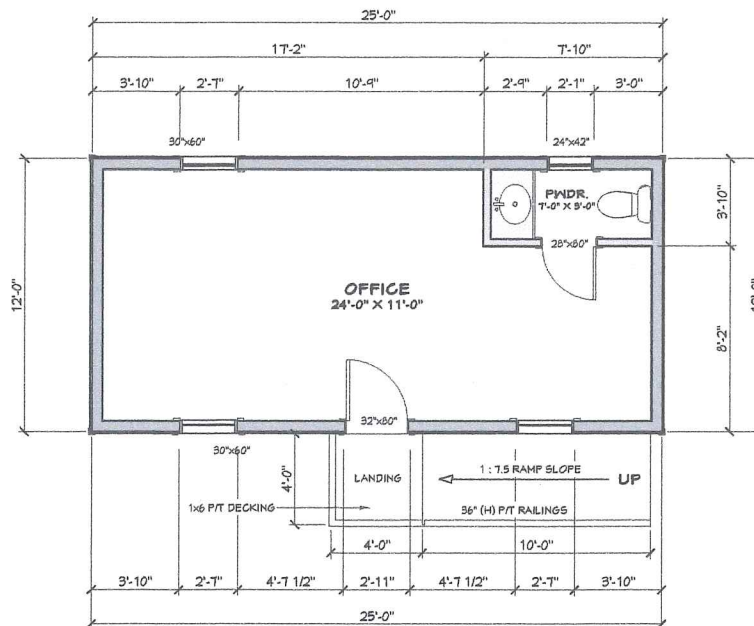 25'-0"
17'-2" 7'-10"
3'-10" 2'-7" 10'-9" 2'-9" 2'-1" 3'-0"
30"x60" 24"x42"
PWDR.
7'-0" X 3'-0"
3'-10"
28"x80"
OFFICE
24'-0" X 11'-0"
12'-0"
8'-2"
32"x80"
30"x60"
4'-0"
LANDING
1 : 7.5 RAMP SLOPE
UP
1x6 P/T DECKING
36" (H) P/T RAILINGS
4'-0" 10'-0"
3'-10" 2'-7" 4'-7 1/2" 2'-11" 4'-7 1/2" 2'-7" 3'-10"
25'-0"